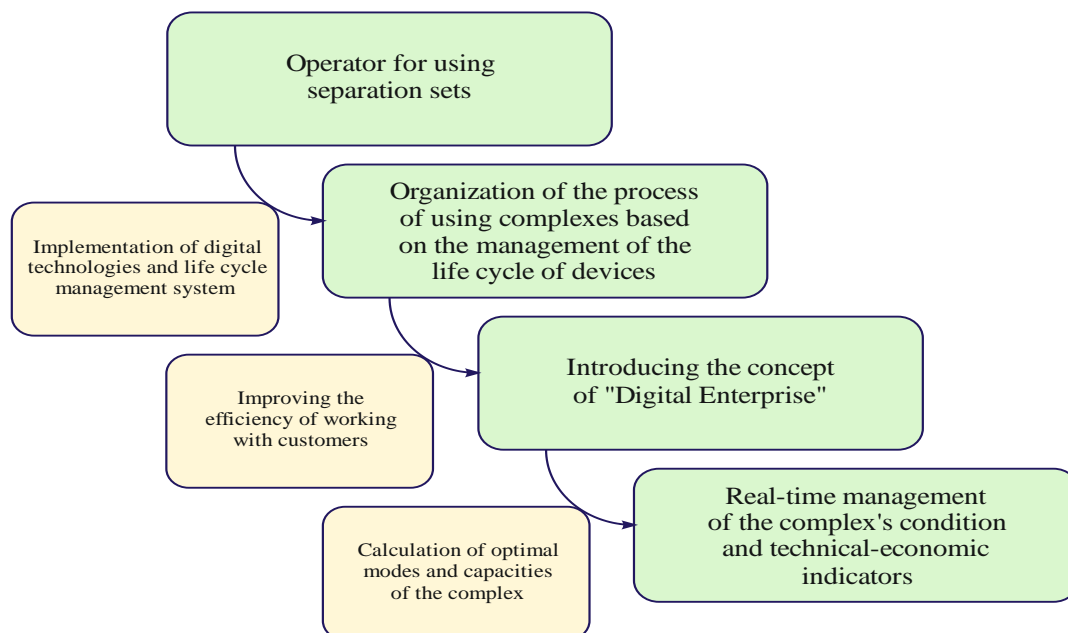 Operator for using
separation sets
Organization of the process
of using complexes based
on the management of the
life cycle of devices
Implementation of digital
technologies and life cycle
management system
Introducing the concept
of "Digital Enterprise"
Improving the
efficiency of working
with customers
Real-time management
of the complex's condition
and technical-economic
indicators
Calculation of optimal
modes and capacities
of the complex